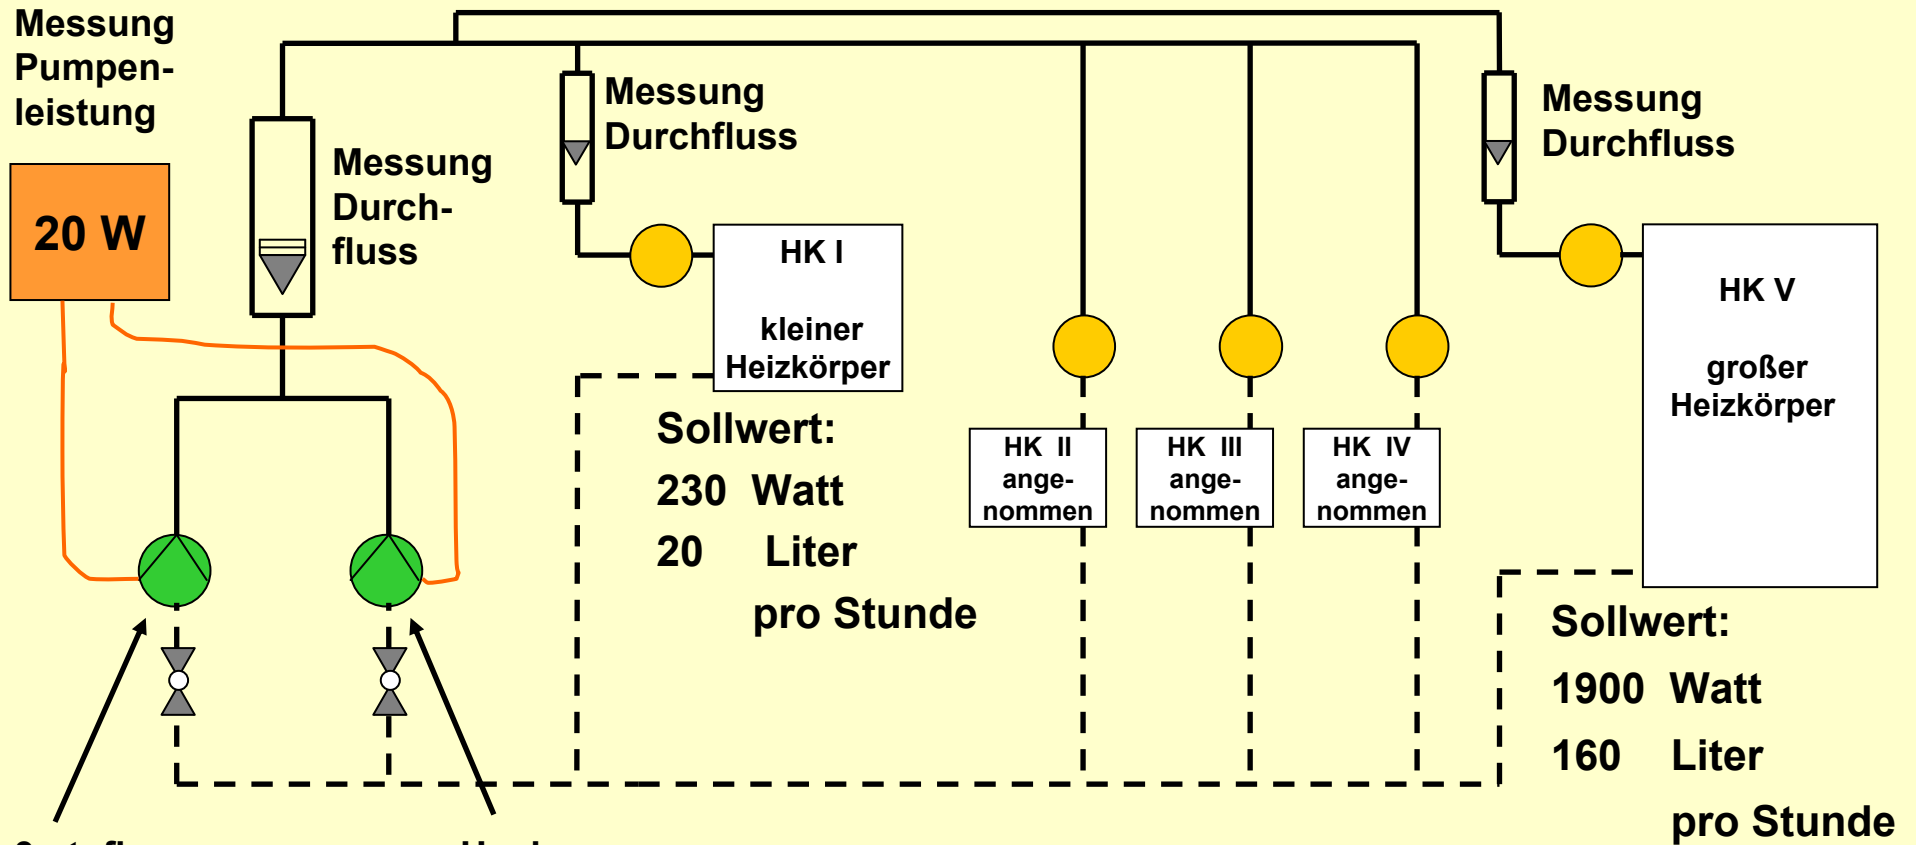 Messung
Pumpen-
leistung
20 W
Messung
Durch-
fluss
Messung
Durchfluss
HK I
kleiner
Heizkörper
Sollwert:
230 Watt
20 Liter
pro Stunde
HK II
ange-
nommen
HK III
ange-
nommen
HK IV
ange-
nommen
Messung
Durchfluss
HK V
großer
Heizkörper
Sollwert:
1900 Watt
160 Liter
pro Stunde